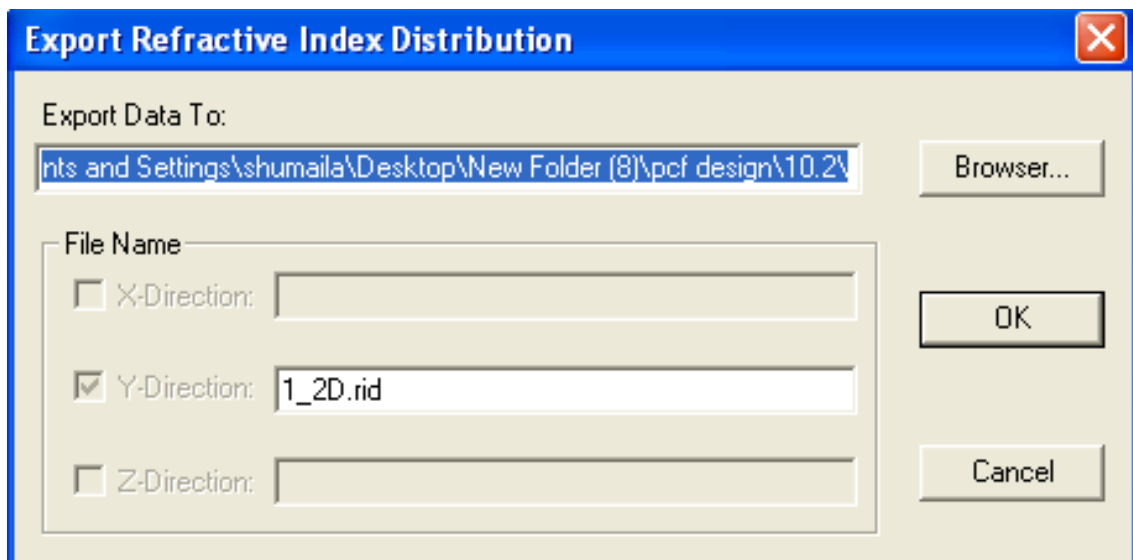 Export Refractive Index Distribution
Export Data To:
nts and Settings\shumaila\Desktop\New Folder (8)\pcf design\10.2\
Browser...
File Name
X-Direction:
OK
Y-Direction: 1_2D.rid
Z-Direction:
Cancel